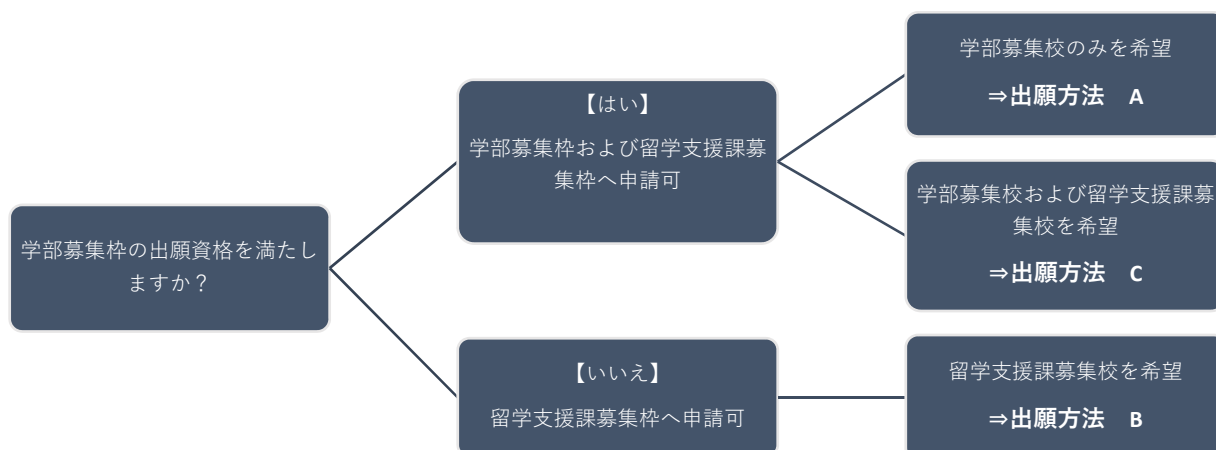 学部募集枠の出願資格を満たし
ますか？
【はい】
学部募集枠および留学支援課募
集枠へ申請可
学部募集校のみを希望
⇒出願方法　A
学部募集校および留学支援課募
集校を希望
⇒出願方法　C
【いいえ】
留学支援課募集枠へ申請可
留学支援課募集校を希望
⇒出願方法　B